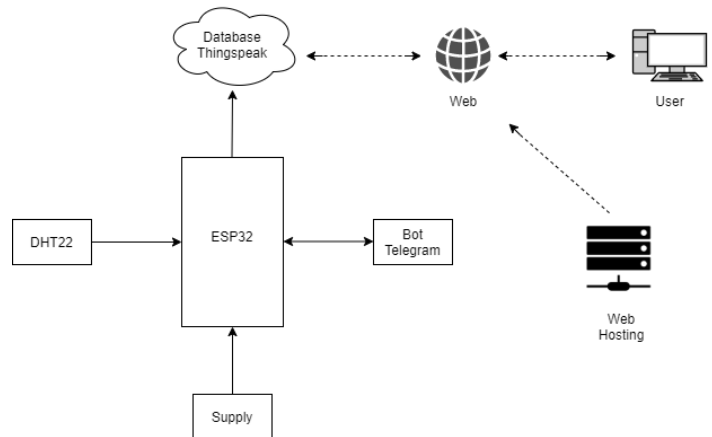 Database
Thingspeak
Web
User
DHT22
ESP32
Bot
Telegram
Web
Hosting
Supply